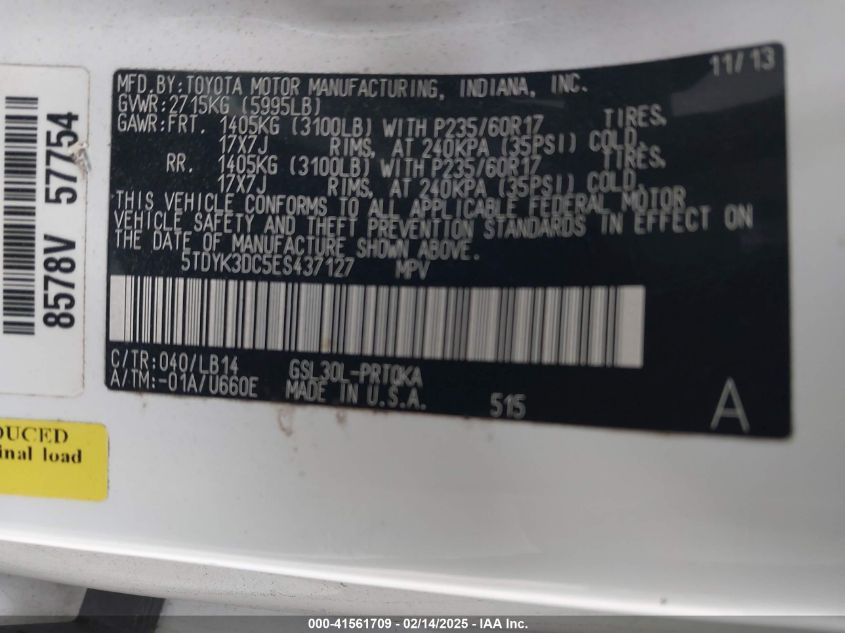 11/13
MFD.BY:TOYOTA MOTOR MANUFACTURING, INDIANA, INC.
GVWR:2715KG (5995LB)
GAWR:FRT. 1405KG (3100LB) WITH P235/60R17 TIRES,
17X7J RIMS, AT 240KPA (35PSI) COLD.
RR. 1405KG (3100LB) WITH P235/60R17 TIRES,
17X7J RIMS, AT 240KPA (35PSI) COLD.
THIS VEHICLE CONFORMS TO ALL APPLICABLE FEDERAL MOTOR
VEHICLE SAFETY AND THEFT PREVENTION STANDARDS IN EFFECT ON
THE DATE OF MANUFACTURE SHOWN ABOVE.
5TDYK3DC5ES437127 MPV
C/TR:040/LB14 GSL30L-PRTQKA
A/TM:-01A/U660E MADE IN U.S.A. 515
A
8578V 57754
DUCED
inal load
000-41561709 - 02/14/2025 - IAA Inc.